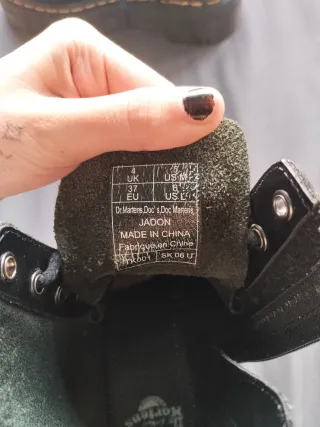 4 UK 5 US M
37 EU 6 US L
Dr.Martens,Doc's,Doc Martens
JADON
MADE IN CHINA
Fabriqué en Chine
SK 06 U
Martens